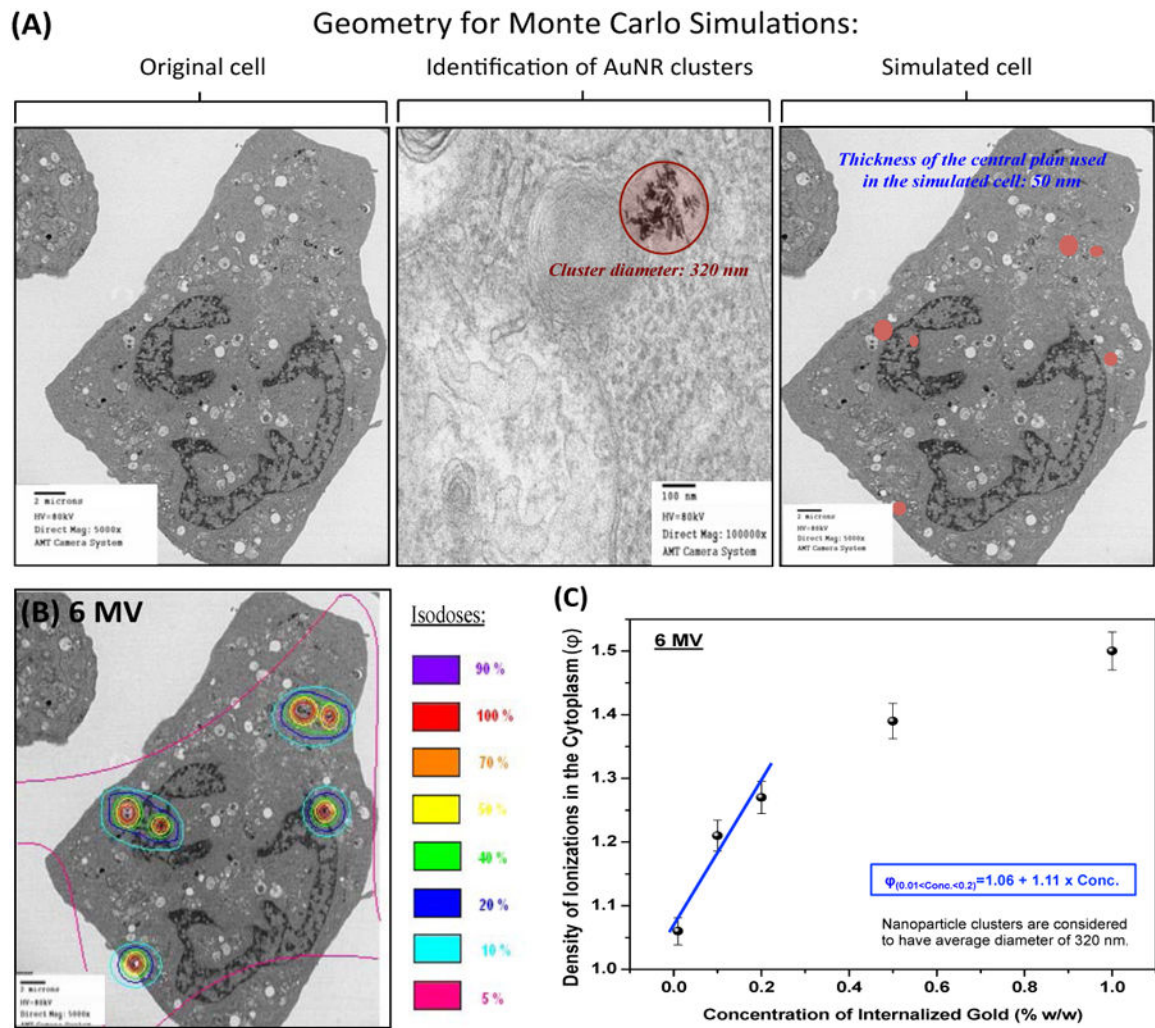 (A)
Geometry for Monte Carlo Simulations:
Original cell
Identification of AuNR clusters
Simulated cell
2 microns
HV=80kV
Direct Mag: 5000x
AMT Camera System
Cluster diameter: 320 nm
100 nm
HV=80kV
Direct Mag: 100000x
AMT Camera System
Thickness of the central plan used
in the simulated cell: 50 nm
2 microns
HV=80kV
Direct Mag: 5000x
AMT Camera System
(B) 6 MV
2 microns
HV=80kV
Direct Mag: 5000x
AMT Camera System
Isodoses:
90 %
100 %
70 %
50 %
40 %
20 %
10 %
5 %
(C)
6 MV
Density of Ionizations in the Cytoplasm (φ)
1.5
1.4
1.3
1.2
1.1
1.0
φ(0.01<Conc.<0.2)=1.06 + 1.11 x Conc.
Nanoparticle clusters are considered
to have average diameter of 320 nm.
0.0
0.2
0.4
0.6
0.8
1.0
Concentration of Internalized Gold (% w/w)